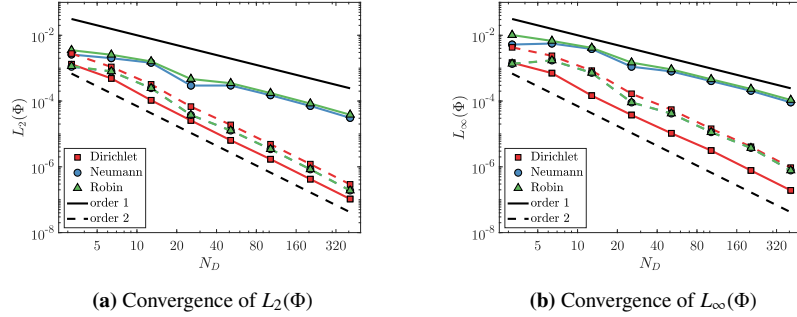 10^{-2}
10^{-4}
10^{-6}
10^{-8}
L_2(Φ)
Dirichlet
Neumann
Robin
order 1
order 2
5 10 20 40 80 160 320
N_D
(a) Convergence of L_2(Φ)
10^{-2}
10^{-4}
10^{-6}
10^{-8}
L_∞(Φ)
Dirichlet
Neumann
Robin
order 1
order 2
5 10 20 40 80 160 320
N_D
(b) Convergence of L_∞(Φ)